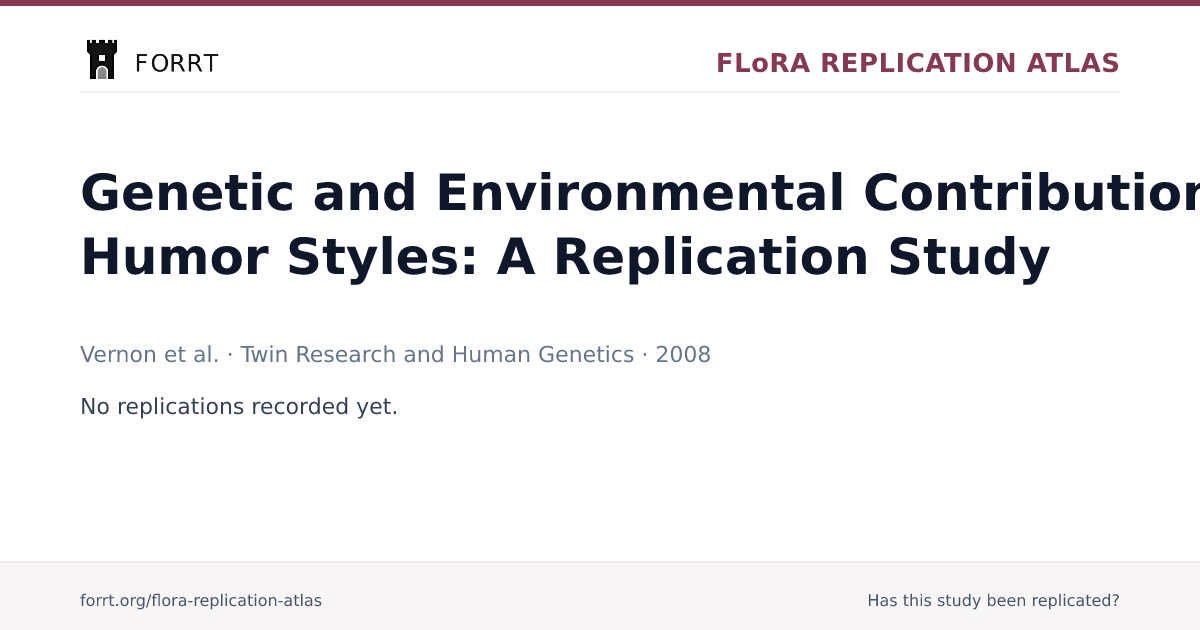 FORRT
FLoRA REPLICATION ATLAS
Genetic and Environmental Contribution
Humor Styles: A Replication Study
Vernon et al. · Twin Research and Human Genetics · 2008
No replications recorded yet.
forrt.org/flora-replication-atlas
Has this study been replicated?